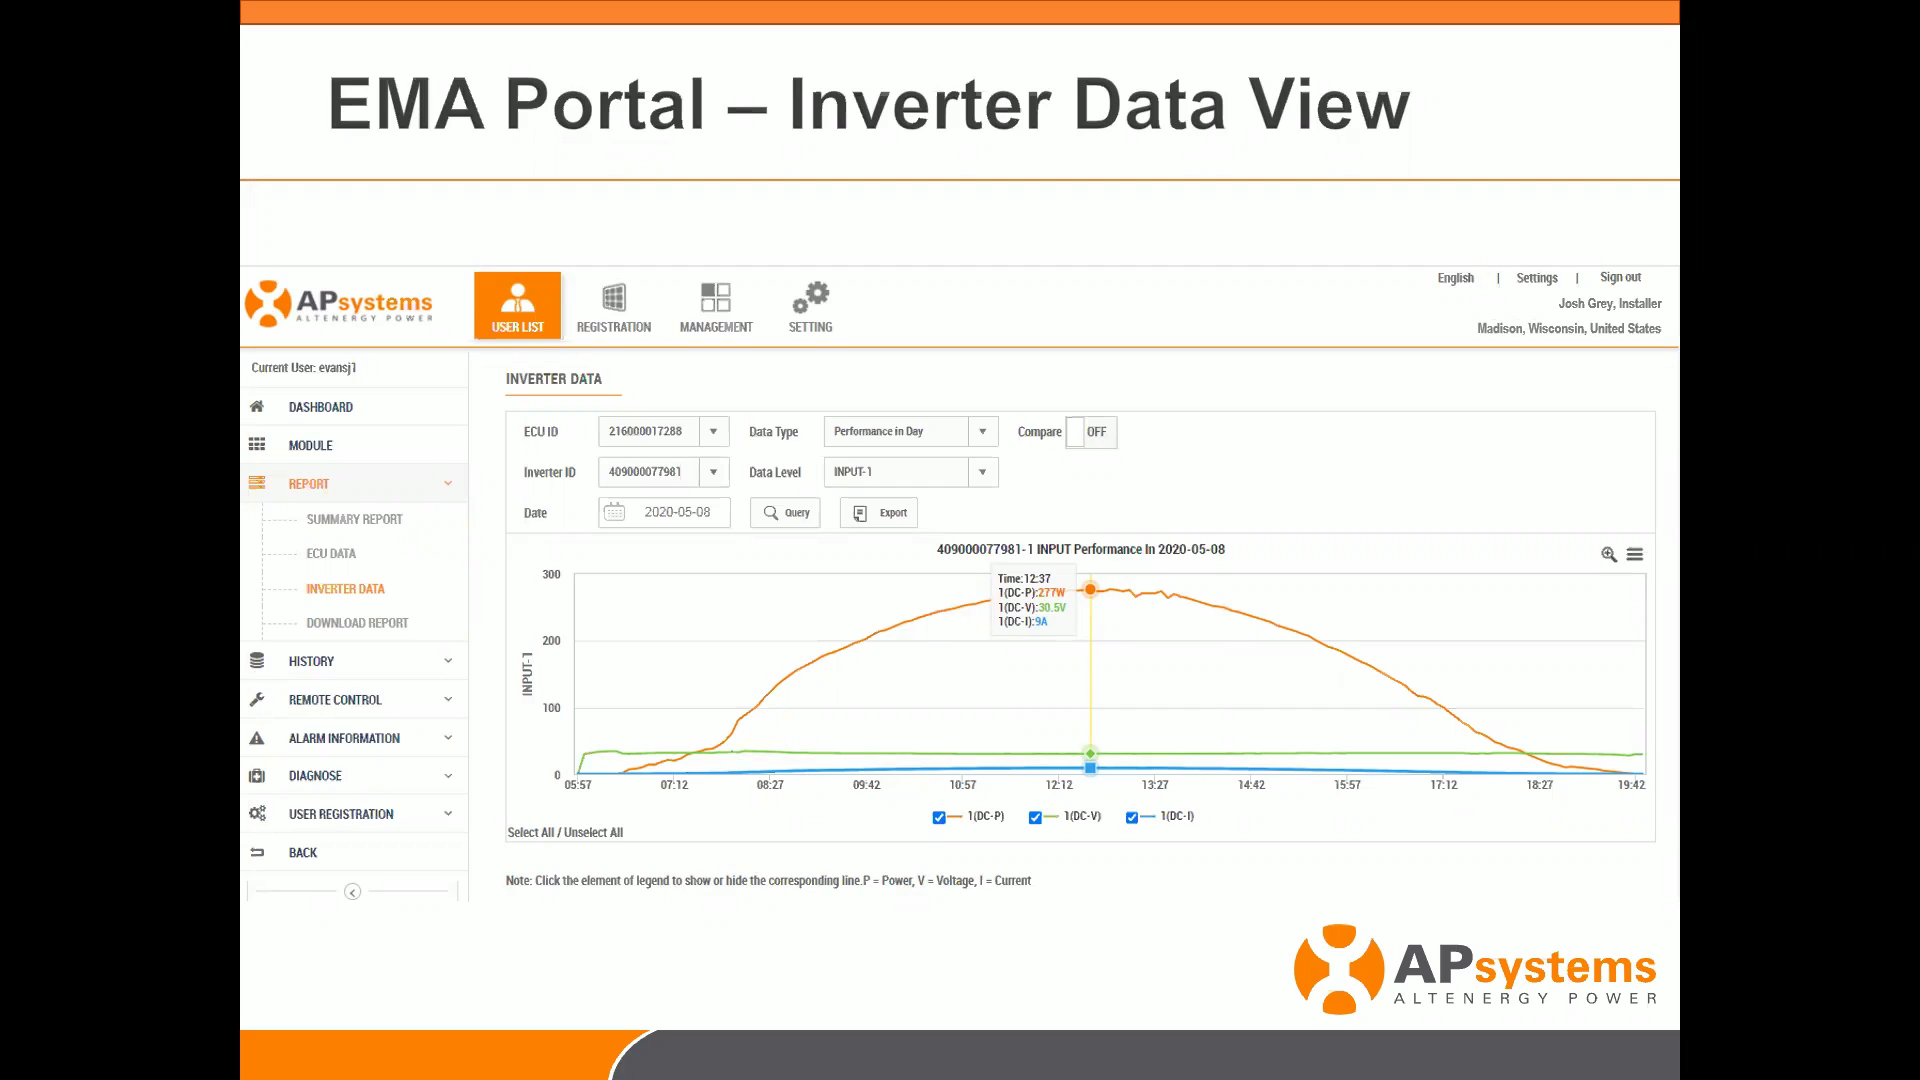 EMA Portal – Inverter Data View
English | Settings | Sign out
APsystems
ALTENERGY POWER
USER LIST
REGISTRATION
MANAGEMENT
SETTING
Josh Grey, Installer
Madison, Wisconsin, United States
Current User: evansj1
DASHBOARD
MODULE
REPORT
SUMMARY REPORT
ECU DATA
INVERTER DATA
DOWNLOAD REPORT
HISTORY
REMOTE CONTROL
ALARM INFORMATION
DIAGNOSE
USER REGISTRATION
BACK
INVERTER DATA
ECU ID 216000017288 Data Type Performance in Day Compare OFF
Inverter ID 409000077981 Data Level INPUT-1
Date 2020-05-08 Query Export
409000077981-1 INPUT Performance In 2020-05-08
300
200
100
0
INPUT-1
Time:12:37
1(DC-P):277W
1(DC-V):30.5V
1(DC-I):9A
05:57 07:12 08:27 09:42 10:57 12:12 13:27 14:42 15:57 17:12 18:27 19:42
1(DC-P) 1(DC-V) 1(DC-I)
Select All / Unselect All
Note: Click the element of legend to show or hide the corresponding line.P = Power, V = Voltage, I = Current
APsystems
ALTENERGY POWER